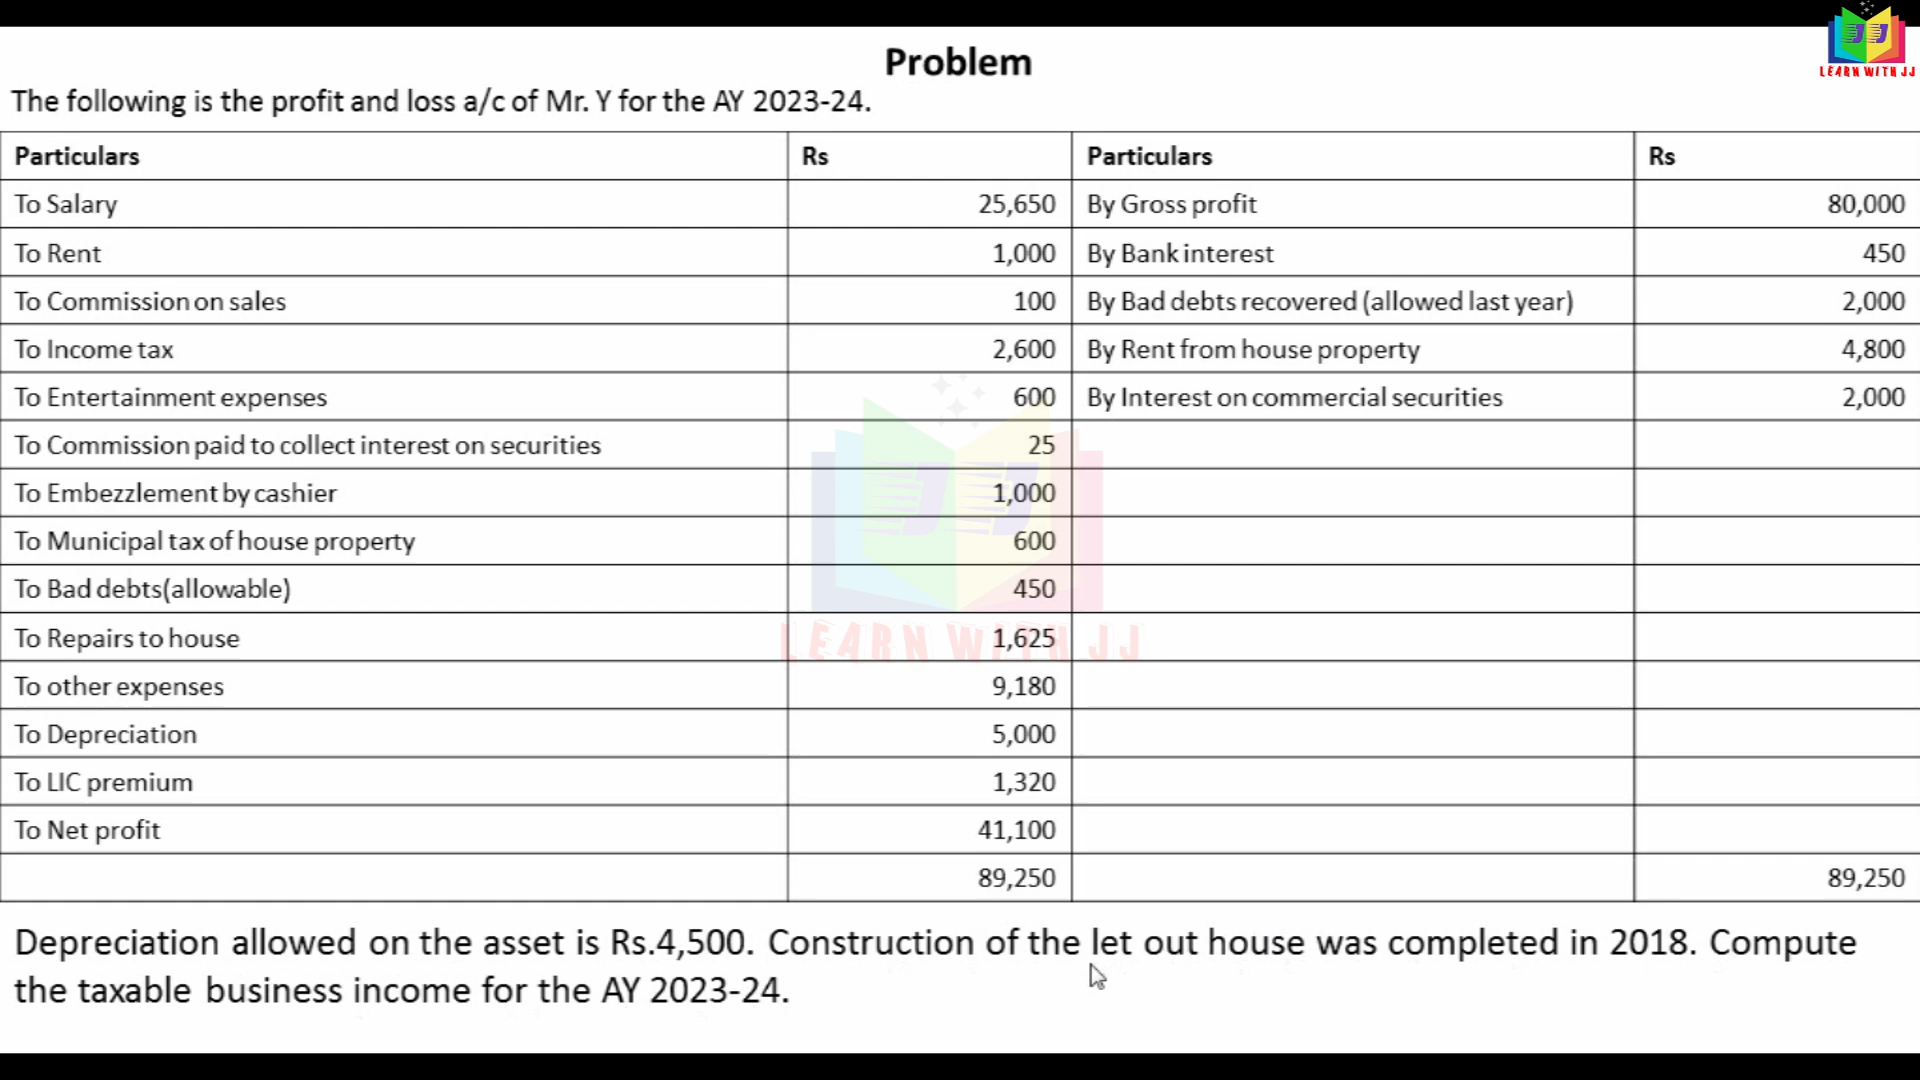 LEARN WITH JJ
Problem
The following is the profit and loss a/c of Mr. Y for the AY 2023-24.
Particulars Rs Particulars Rs
To Salary 25,650 By Gross profit 80,000
To Rent 1,000 By Bank interest 450
To Commission on sales 100 By Bad debts recovered (allowed last year) 2,000
To Income tax 2,600 By Rent from house property 4,800
To Entertainment expenses 600 By Interest on commercial securities 2,000
To Commission paid to collect interest on securities 25
To Embezzlement by cashier 1,000
To Municipal tax of house property 600
To Bad debts(allowable) 450
To Repairs to house 1,625
LEARN WITH JJ
To other expenses 9,180
To Depreciation 5,000
To LIC premium 1,320
To Net profit 41,100
89,250 89,250
Depreciation allowed on the asset is Rs.4,500. Construction of the let out house was completed in 2018. Compute
the taxable business income for the AY 2023-24.